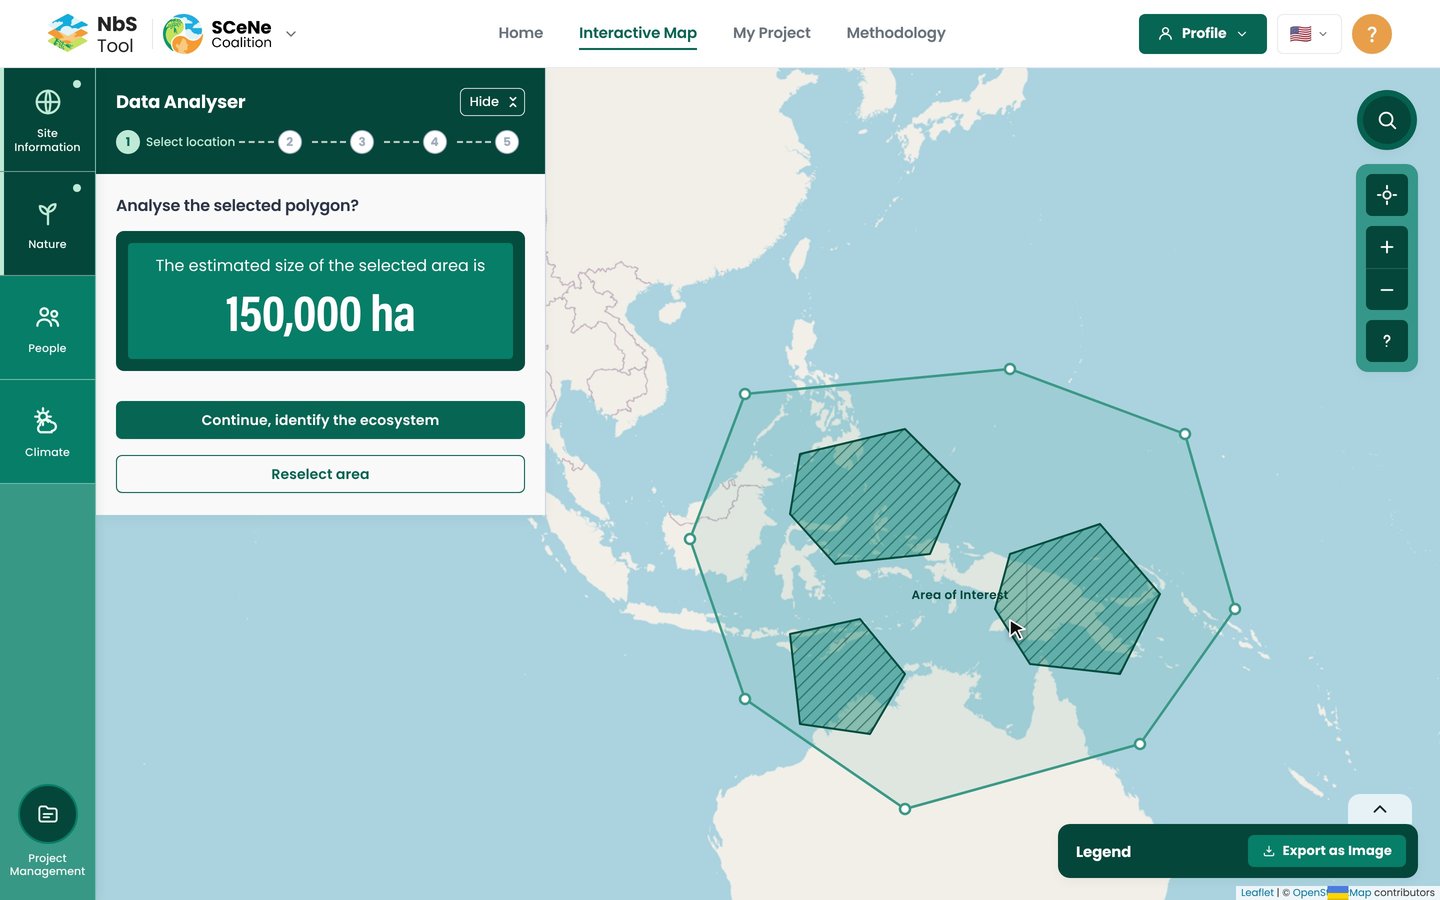 NbS
Tool
SCeNe
Coalition
Home
Interactive Map
My Project
Methodology
Profile
?
Site
Information
Nature
People
Climate
Project
Management
Data Analyser
Hide
1 Select location 2 3 4 5
Analyse the selected polygon?
The estimated size of the selected area is
150,000 ha
Continue, identify the ecosystem
Reselect area
Area of Interest
+
−
?
Legend
Export as Image
Leaflet | © OpenS Map contributors